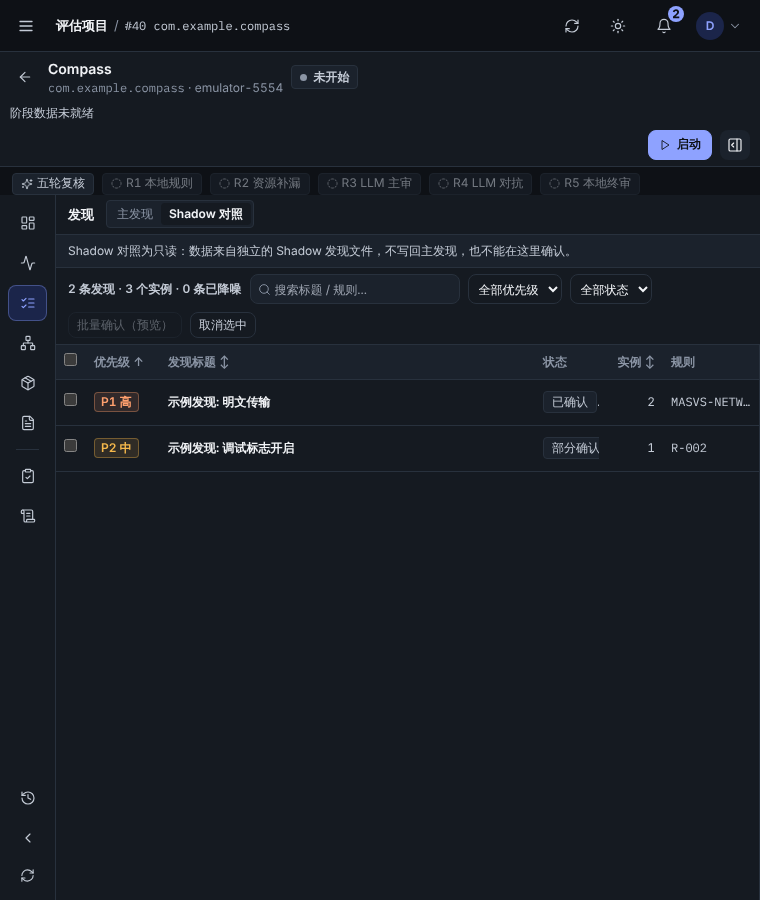 评估项目 / #40 com.example.compass
2
D
Compass
com.example.compass · emulator-5554
未开始
阶段数据未就绪
启动
五轮复核 R1 本地规则 R2 资源补漏 R3 LLM 主审 R4 LLM 对抗 R5 本地终审
发现 主发现 Shadow 对照
Shadow 对照为只读：数据来自独立的 Shadow 发现文件，不写回主发现，也不能在这里确认。
2 条发现 · 3 个实例 · 0 条已降噪 搜索标题 / 规则… 全部优先级 全部状态
批量确认（预览） 取消选中
优先级 ↑ 发现标题 状态 实例 规则
P1 高 示例发现: 明文传输 已确认 2 MASVS-NETW…
P2 中 示例发现: 调试标志开启 部分确认 1 R-002